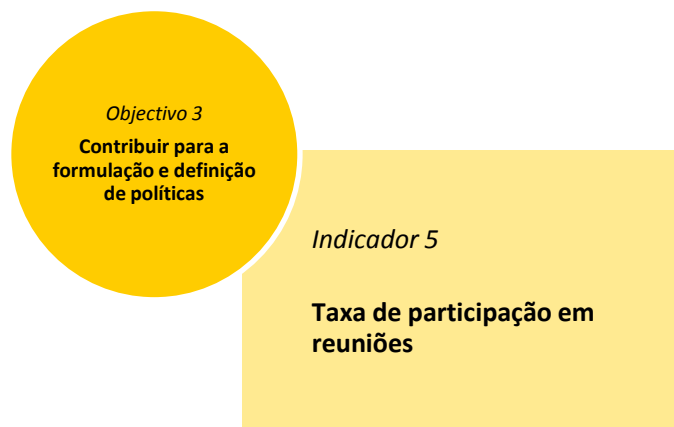 Objectivo 3
Contribuir para a
formulação e definição
de políticas
Indicador 5
Taxa de participação em
reuniões